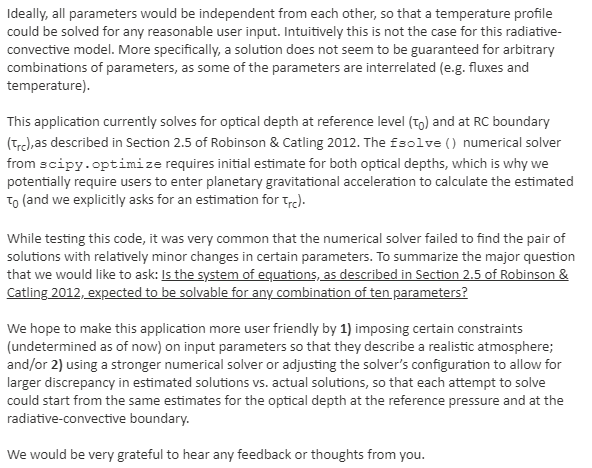 Ideally, all parameters would be independent from each other, so that a temperature profile
could be solved for any reasonable user input. Intuitively this is not the case for this radiative-
convective model. More specifically, a solution does not seem to be guaranteed for arbitrary
combinations of parameters, as some of the parameters are interrelated (e.g. fluxes and
temperature).
This application currently solves for optical depth at reference level (τ₀) and at RC boundary
(τrc),as described in Section 2.5 of Robinson & Catling 2012. The fsolve () numerical solver
from scipy.optimize requires initial estimate for both optical depths, which is why we
potentially require users to enter planetary gravitational acceleration to calculate the estimated
τ₀ (and we explicitly asks for an estimation for τrc).
While testing this code, it was very common that the numerical solver failed to find the pair of
solutions with relatively minor changes in certain parameters. To summarize the major question
that we would like to ask: Is the system of equations, as described in Section 2.5 of Robinson &
Catling 2012, expected to be solvable for any combination of ten parameters?
We hope to make this application more user friendly by 1) imposing certain constraints
(undetermined as of now) on input parameters so that they describe a realistic atmosphere;
and/or 2) using a stronger numerical solver or adjusting the solver's configuration to allow for
larger discrepancy in estimated solutions vs. actual solutions, so that each attempt to solve
could start from the same estimates for the optical depth at the reference pressure and at the
radiative-convective boundary.
We would be very grateful to hear any feedback or thoughts from you.